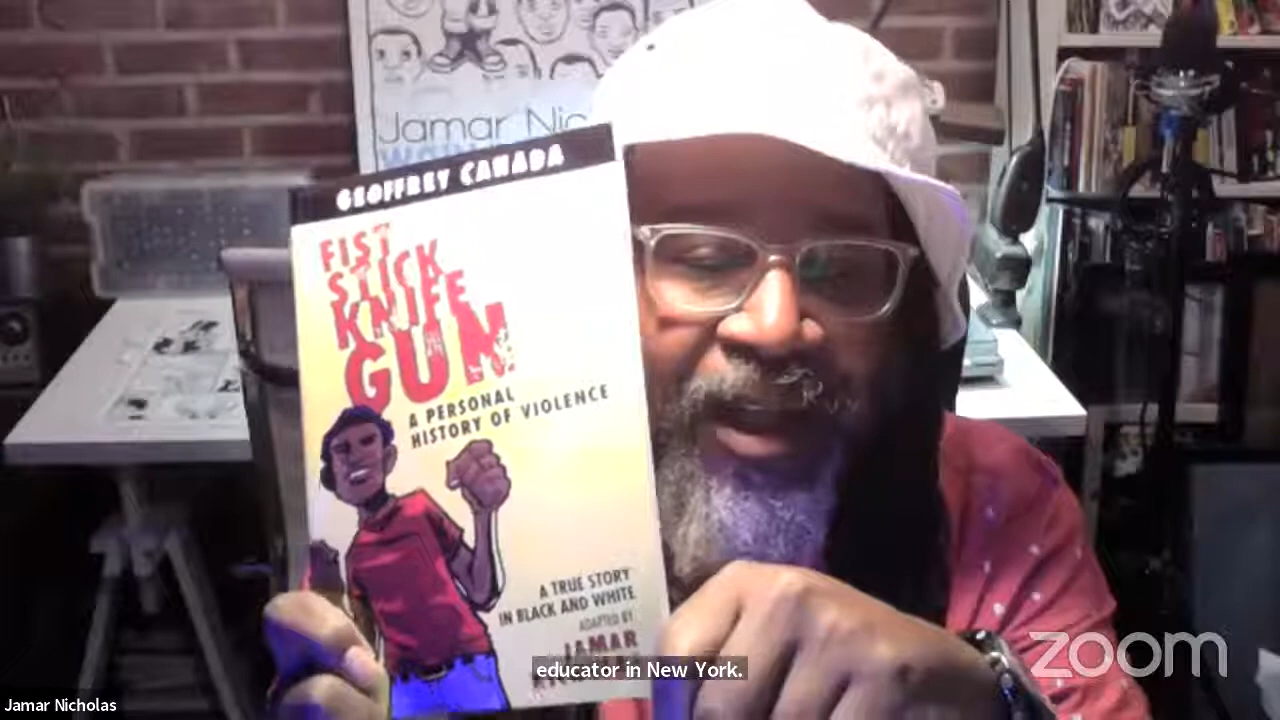 Jamar Nic
GEOFFREY CANADA
FIST
STICK
KNIFE
GUN
A PERSONAL
HISTORY OF VIOLENCE
A TRUE STORY
IN BLACK AND WHITE
ADAPTED BY
JAMAR
educator in New York.
zoom
Jamar Nicholas